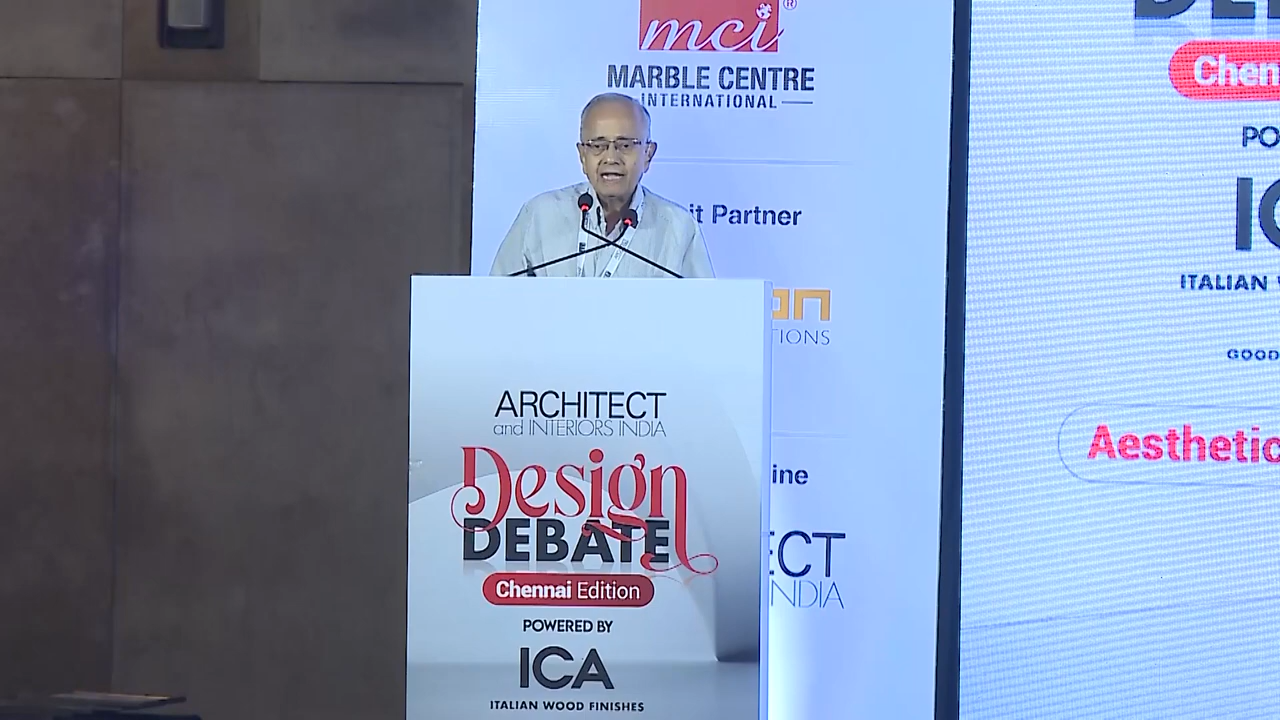 mci®
MARBLE CENTRE
INTERNATIONAL
it Partner
TIONS
ine
ECT
INDIA
ARCHITECT
and INTERIORS INDIA
Design
DEBATE
Chennai Edition
POWERED BY
ICA
ITALIAN WOOD FINISHES
Chen
PO
ITALIAN
GOOD
Aesthetic